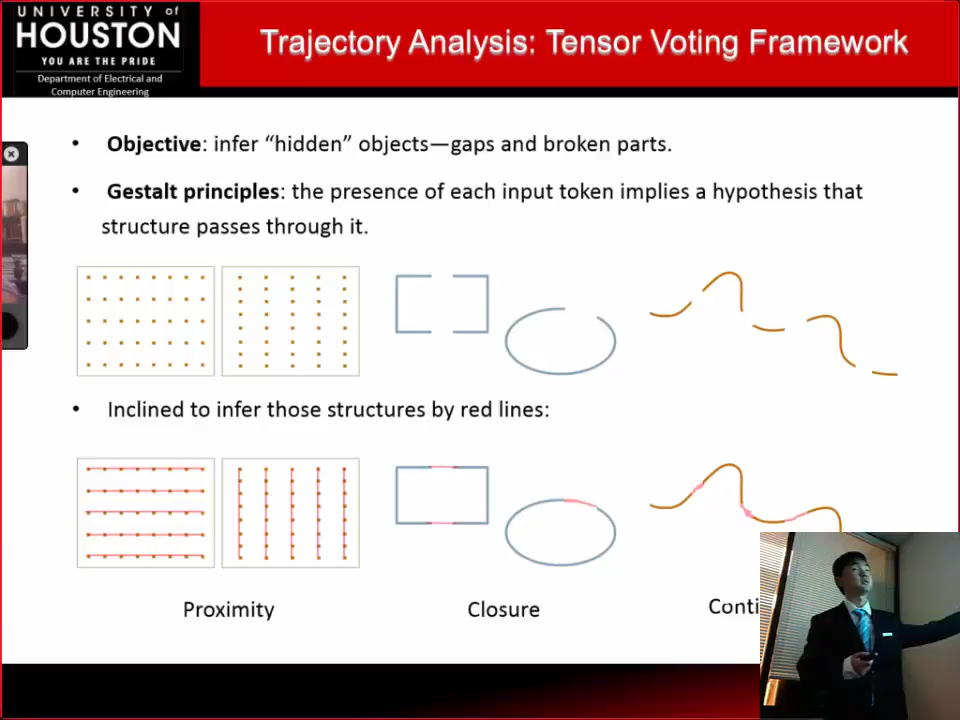 UNIVERSITY of
HOUSTON
YOU ARE THE PRIDE
Department of Electrical and
Computer Engineering
Trajectory Analysis: Tensor Voting Framework
• Objective: infer “hidden” objects—gaps and broken parts.
• Gestalt principles: the presence of each input token implies a hypothesis that
structure passes through it.
• Inclined to infer those structures by red lines:
Proximity
Closure
Conti